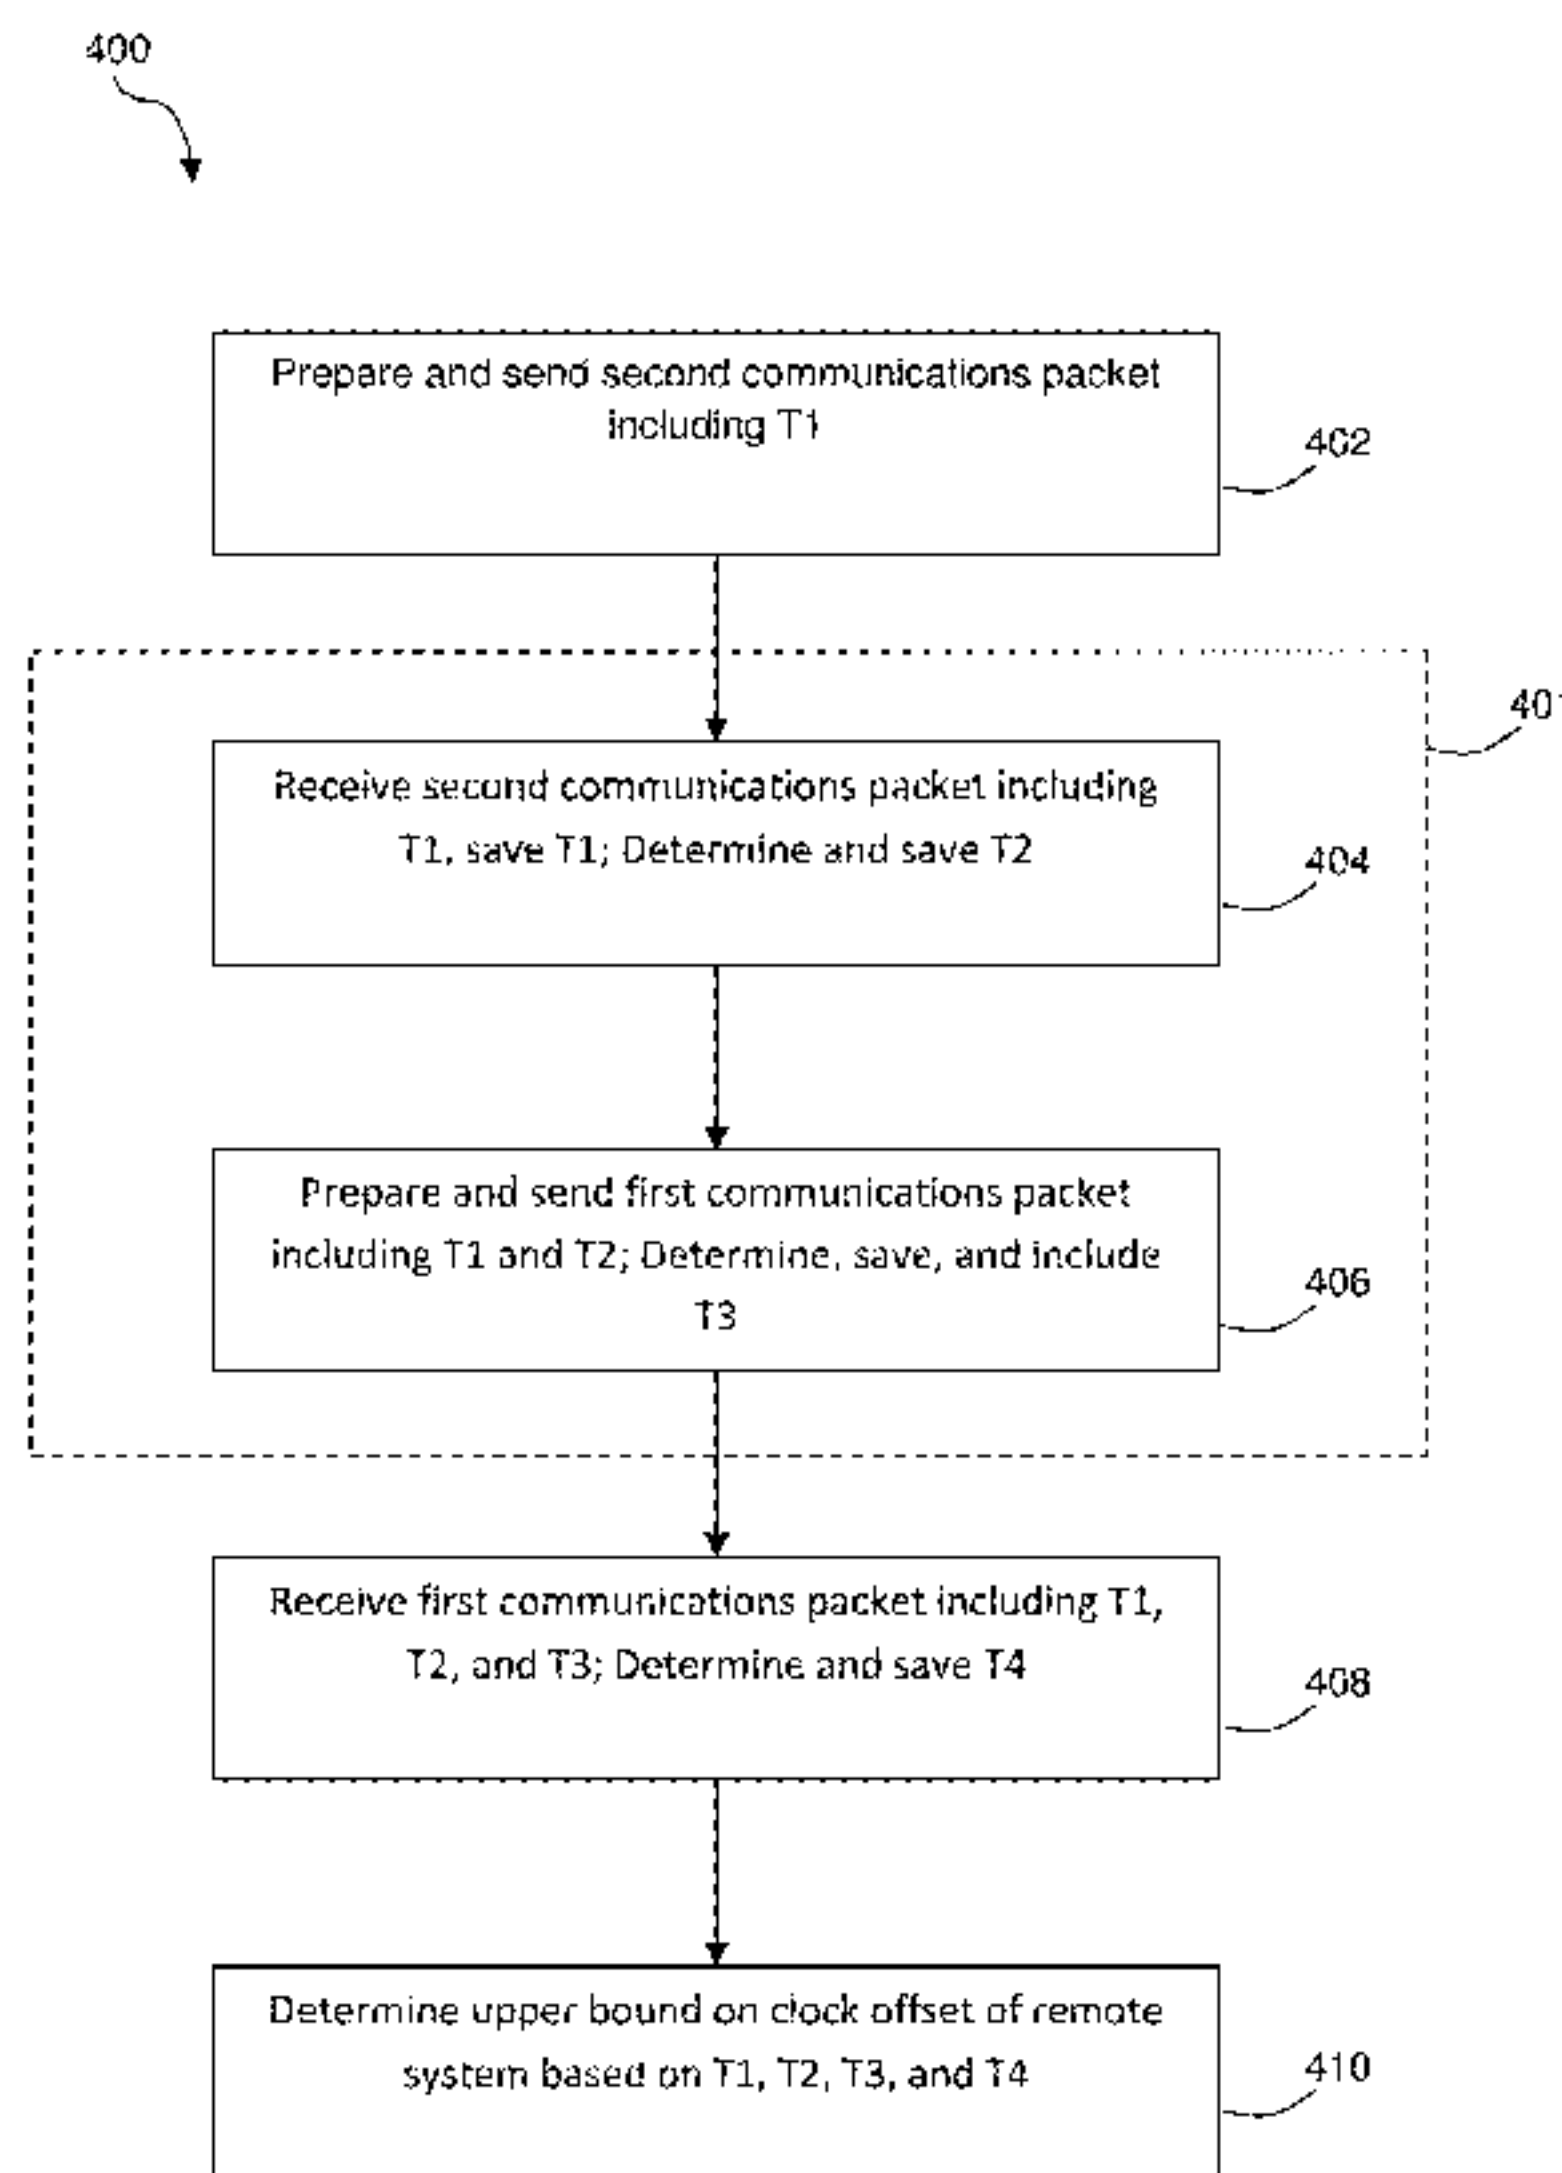 400
Prepare and send second communications packet
including T1
402
Receive second communications packet including
T1, save T1; Determine and save T2
404
Prepare and send first communications packet
including T1 and T2; Determine, save, and include
T3
406
Receive first communications packet including T1,
T2, and T3; Determine and save T4
408
Determine upper bound on clock offset of remote
system based on T1, T2, T3, and T4
410